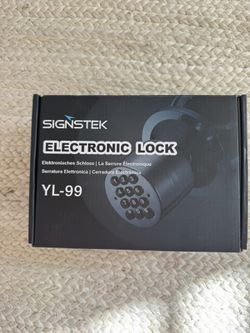 SIGNSTEK
ELECTRONIC LOCK
Elektronisches Schloss | La Serrure Électronique
Serratura Elettronica | Cerradura Electrónica
YL-99